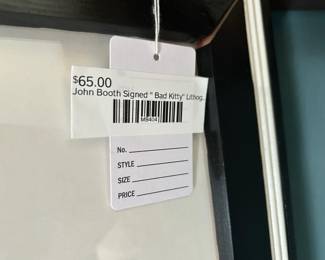 $65.00
John Booth Signed " Bad Kitty" Lithog..
No.
STYLE
SIZE
PRICE